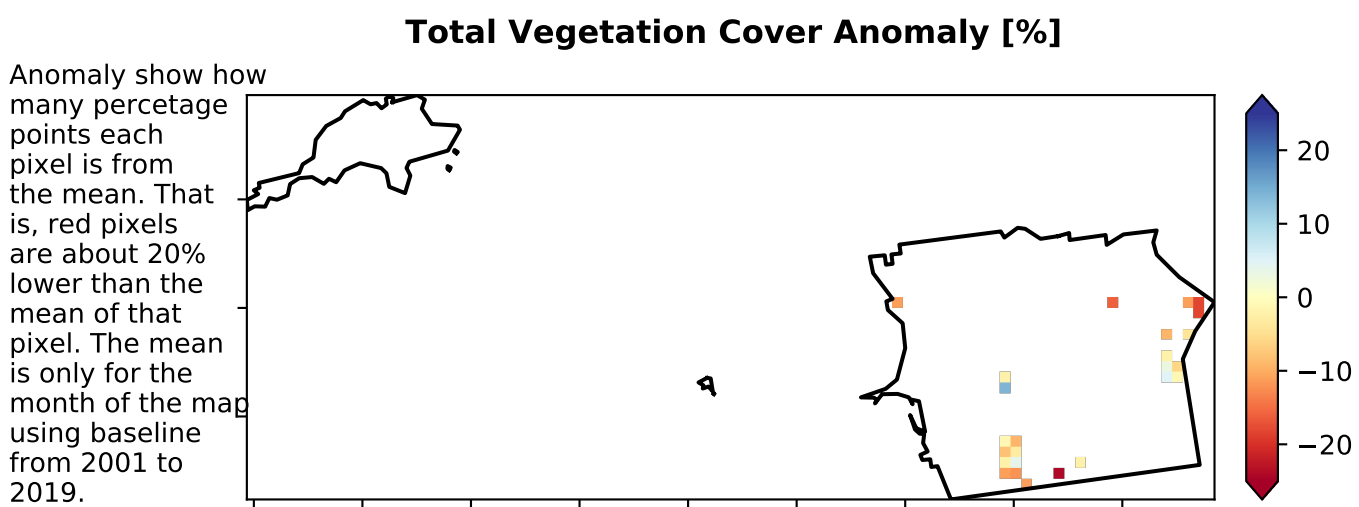 Total Vegetation Cover Anomaly [%]
Anomaly show how
many percetage
points each
pixel is from
the mean. That
is, red pixels
are about 20%
lower than the
mean of that
pixel. The mean
is only for the
month of the map
using baseline
from 2001 to
2019.
20
10
0
−10
−20